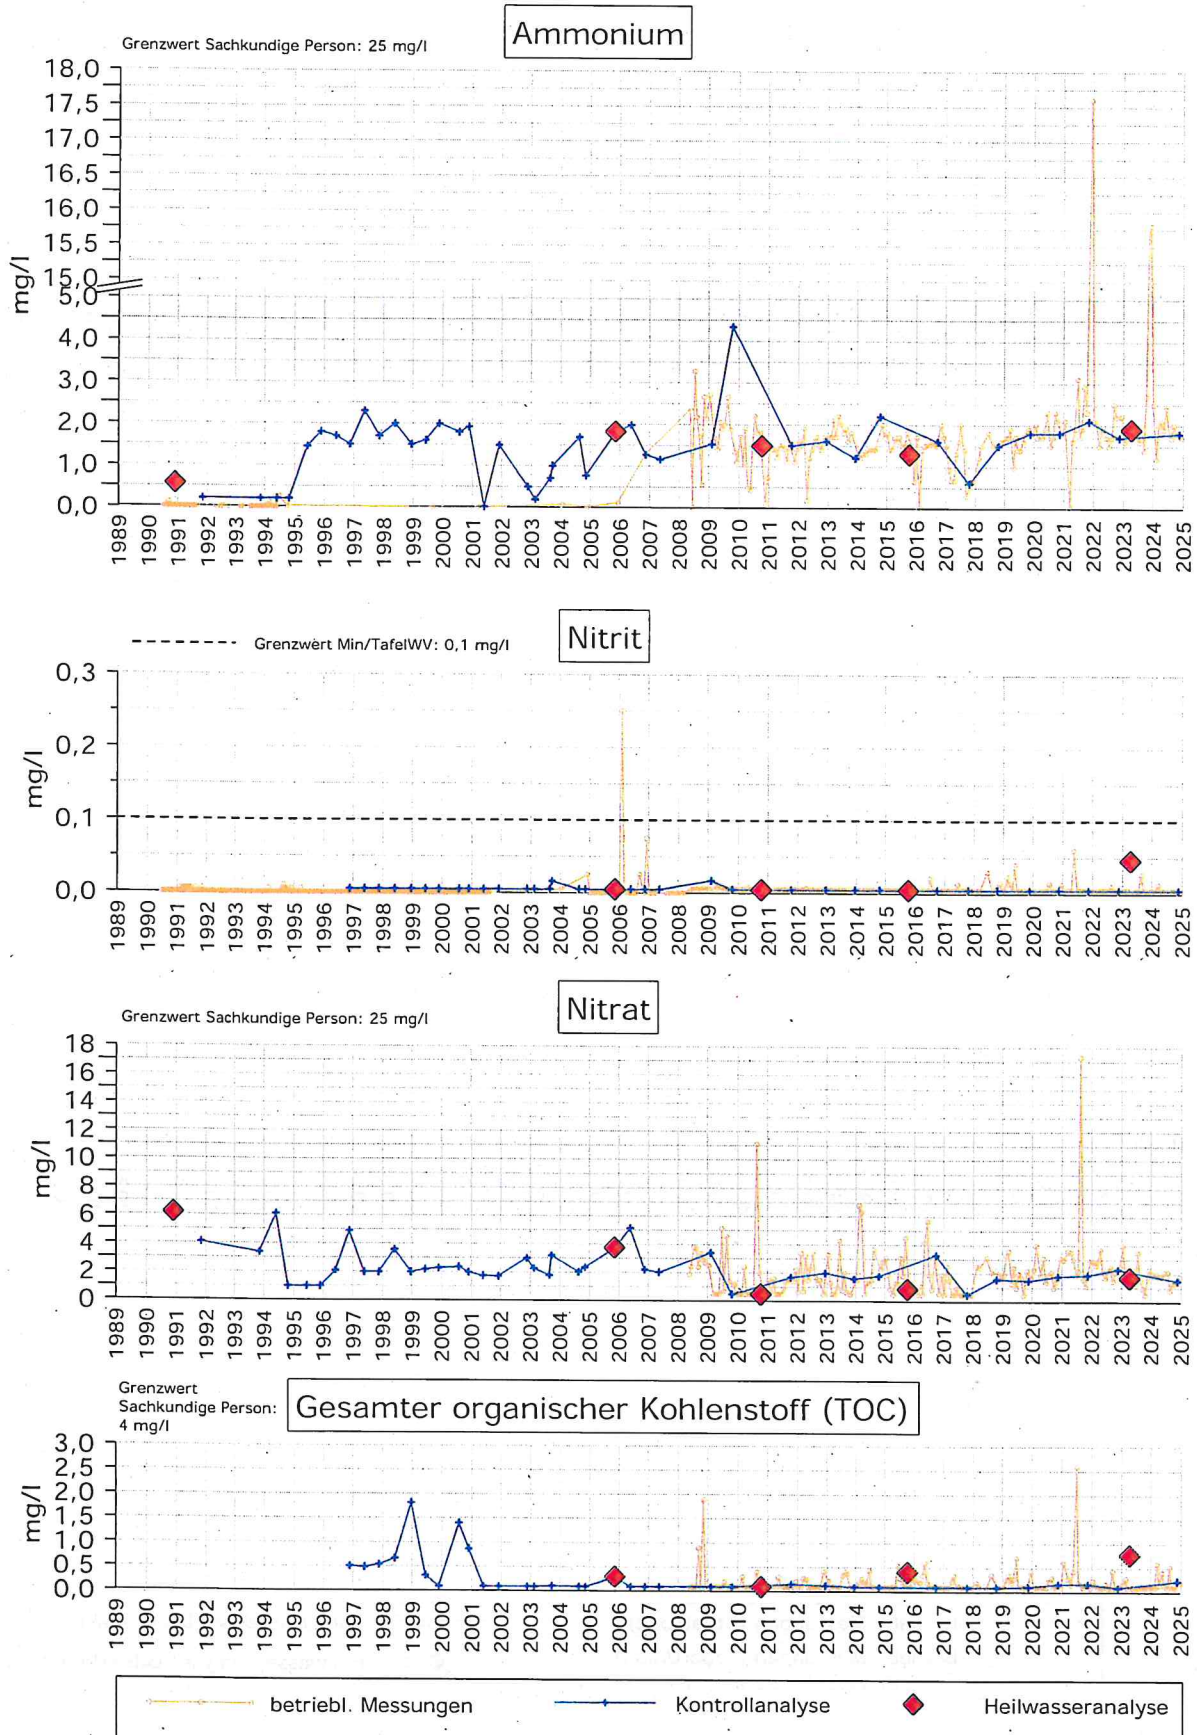 Ammonium
Grenzwert Sachkundige Person: 25 mg/l
18,0
17,5
17,0
16,5
16,0
15,5
15,0
5,0
4,0
3,0
2,0
1,0
0,0
mg/l
1989 1990 1991 1992 1993 1994 1995 1996 1997 1998 1999 2000 2001 2002 2003 2004 2005 2006 2007 2008 2009 2010 2011 2012 2013 2014 2015 2016 2017 2018 2019 2020 2021 2022 2023 2024 2025
Nitrit
Grenzwert Min/TafelWV: 0,1 mg/l
0,3
0,2
0,1
0,0
mg/l
1989 1990 1991 1992 1993 1994 1995 1996 1997 1998 1999 2000 2001 2002 2003 2004 2005 2006 2007 2008 2009 2010 2011 2012 2013 2014 2015 2016 2017 2018 2019 2020 2021 2022 2023 2024 2025
Nitrat
Grenzwert Sachkundige Person: 25 mg/l
18
16
14
12
10
8
6
4
2
0
mg/l
1989 1990 1991 1992 1993 1994 1995 1996 1997 1998 1999 2000 2001 2002 2003 2004 2005 2006 2007 2008 2009 2010 2011 2012 2013 2014 2015 2016 2017 2018 2019 2020 2021 2022 2023 2024 2025
Grenzwert
Sachkundige Person:
4 mg/l
Gesamter organischer Kohlenstoff (TOC)
3,0
2,5
2,0
1,5
1,0
0,5
0,0
mg/l
1989 1990 1991 1992 1993 1994 1995 1996 1997 1998 1999 2000 2001 2002 2003 2004 2005 2006 2007 2008 2009 2010 2011 2012 2013 2014 2015 2016 2017 2018 2019 2020 2021 2022 2023 2024 2025
betriebl. Messungen Kontrollanalyse Heilwasseranalyse